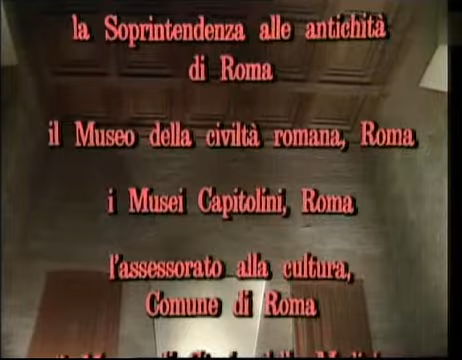 la Soprintendenza alle antichità
di Roma
il Museo della civiltà romana, Roma
i Musei Capitolini, Roma
l'assessorato alla cultura,
Comune di Roma